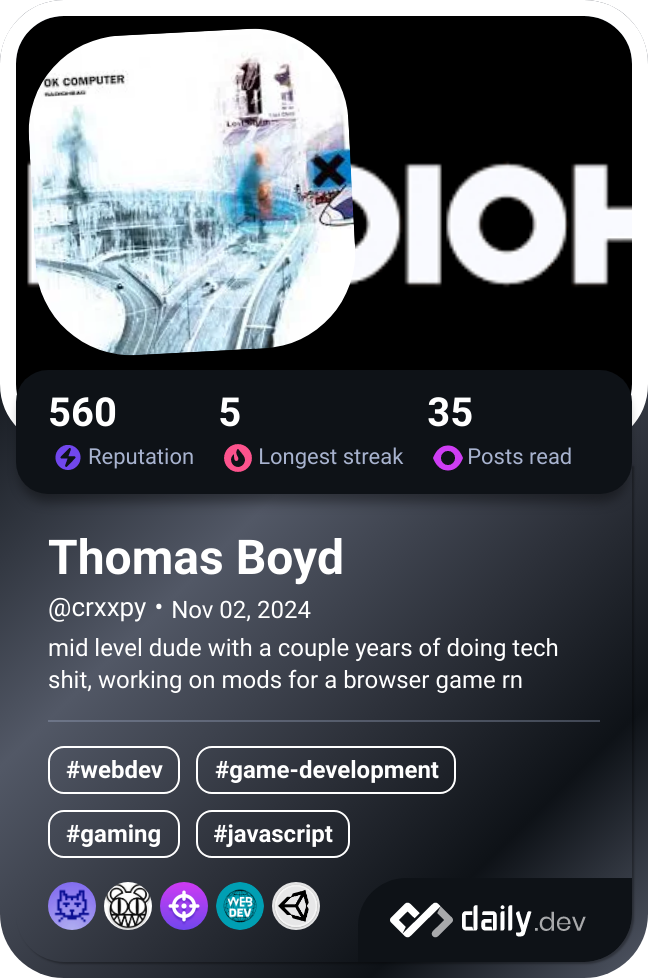 OK COMPUTER
RADIOHEAD
DIOH
560
5
35
Reputation
Longest streak
Posts read
Thomas Boyd
@crxxpy • Nov 02, 2024
mid level dude with a couple years of doing tech
shit, working on mods for a browser game rn
#webdev
#game-development
#gaming
#javascript
WEB
DEV
daily.dev